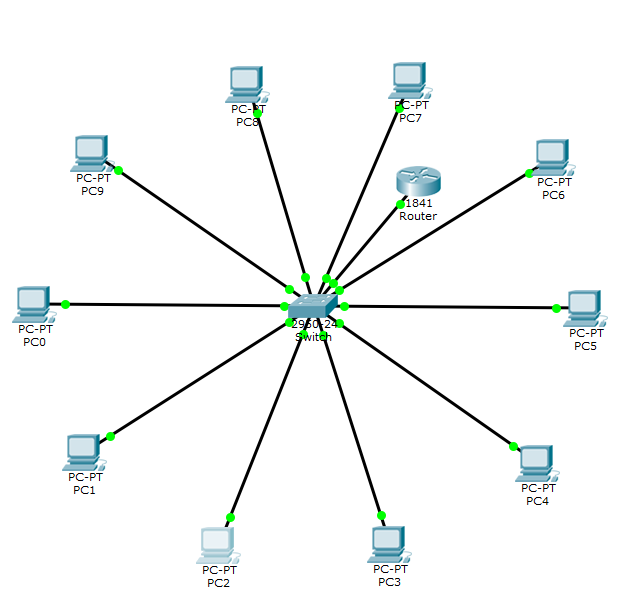 PC-PT
PC8
PC-PT
PC7
PC-PT
PC9
PC-PT
PC6
1841
Router
PC-PT
PC0
2960-24
Switch
PC-PT
PC5
PC-PT
PC1
PC-PT
PC4
PC-PT
PC2
PC-PT
PC3